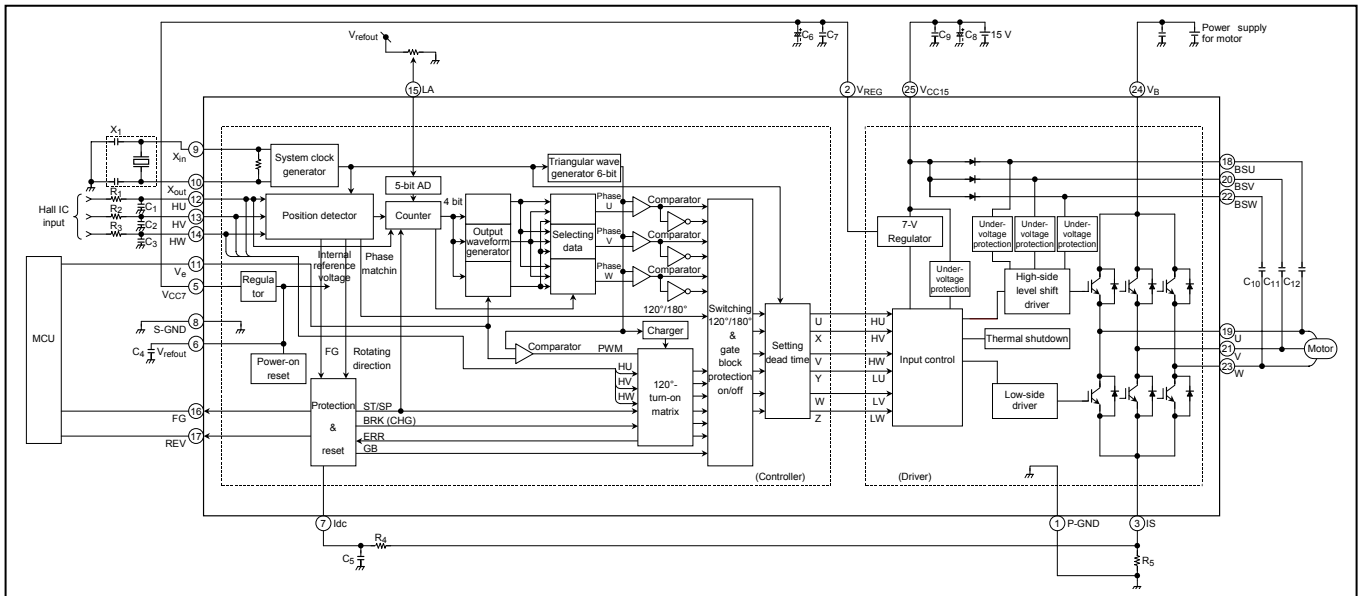 Vrefout
C6
C7
C9
C8
15 V
Power supply
for motor
15 LA
2 VREG
25 VCC15
24 VB
X1
Xin
9
10
Xout
System clock
generator
Triangular wave
generator 6-bit
5-bit AD
18
BSU
20
BSV
22
BSW
Hall IC
input
R1
R2
R3
C1
C2
C3
12
HU
13
HV
14
HW
Position detector
Counter
4 bit
Output
waveform
generator
Selecting
data
Phase
U
Phase
V
Phase
W
Comparator
Comparator
Comparator
120°/180°
Internal
reference
voltage
Phase
matchin
7-V
Regulator
Under-
voltage
protection
Under-
voltage
protection
Under-
voltage
protection
Under-
voltage
protection
High-side
level shift
driver
C10
C11
C12
MCU
11
Ve
5
VCC7
Regula
tor
8
S-GND
6
C4
Vrefout
Power-on
reset
FG
Rotating
direction
Comparator
PWM
Charger
HU
HV
HW
120°-
turn-on
matrix
Switching
120°/180°
&
gate
block
protection
on/off
Setting
dead time
U
X
V
Y
W
Z
HU
HV
HW
LU
LV
LW
Input control
Thermal shutdown
Low-side
driver
19
U
21
V
23
W
Motor
16
FG
17
REV
Protection
&
reset
ST/SP
BRK (CHG)
ERR
GB
(Controller)
(Driver)
7 Idc
1 P-GND
3 IS
C5
R4
R5